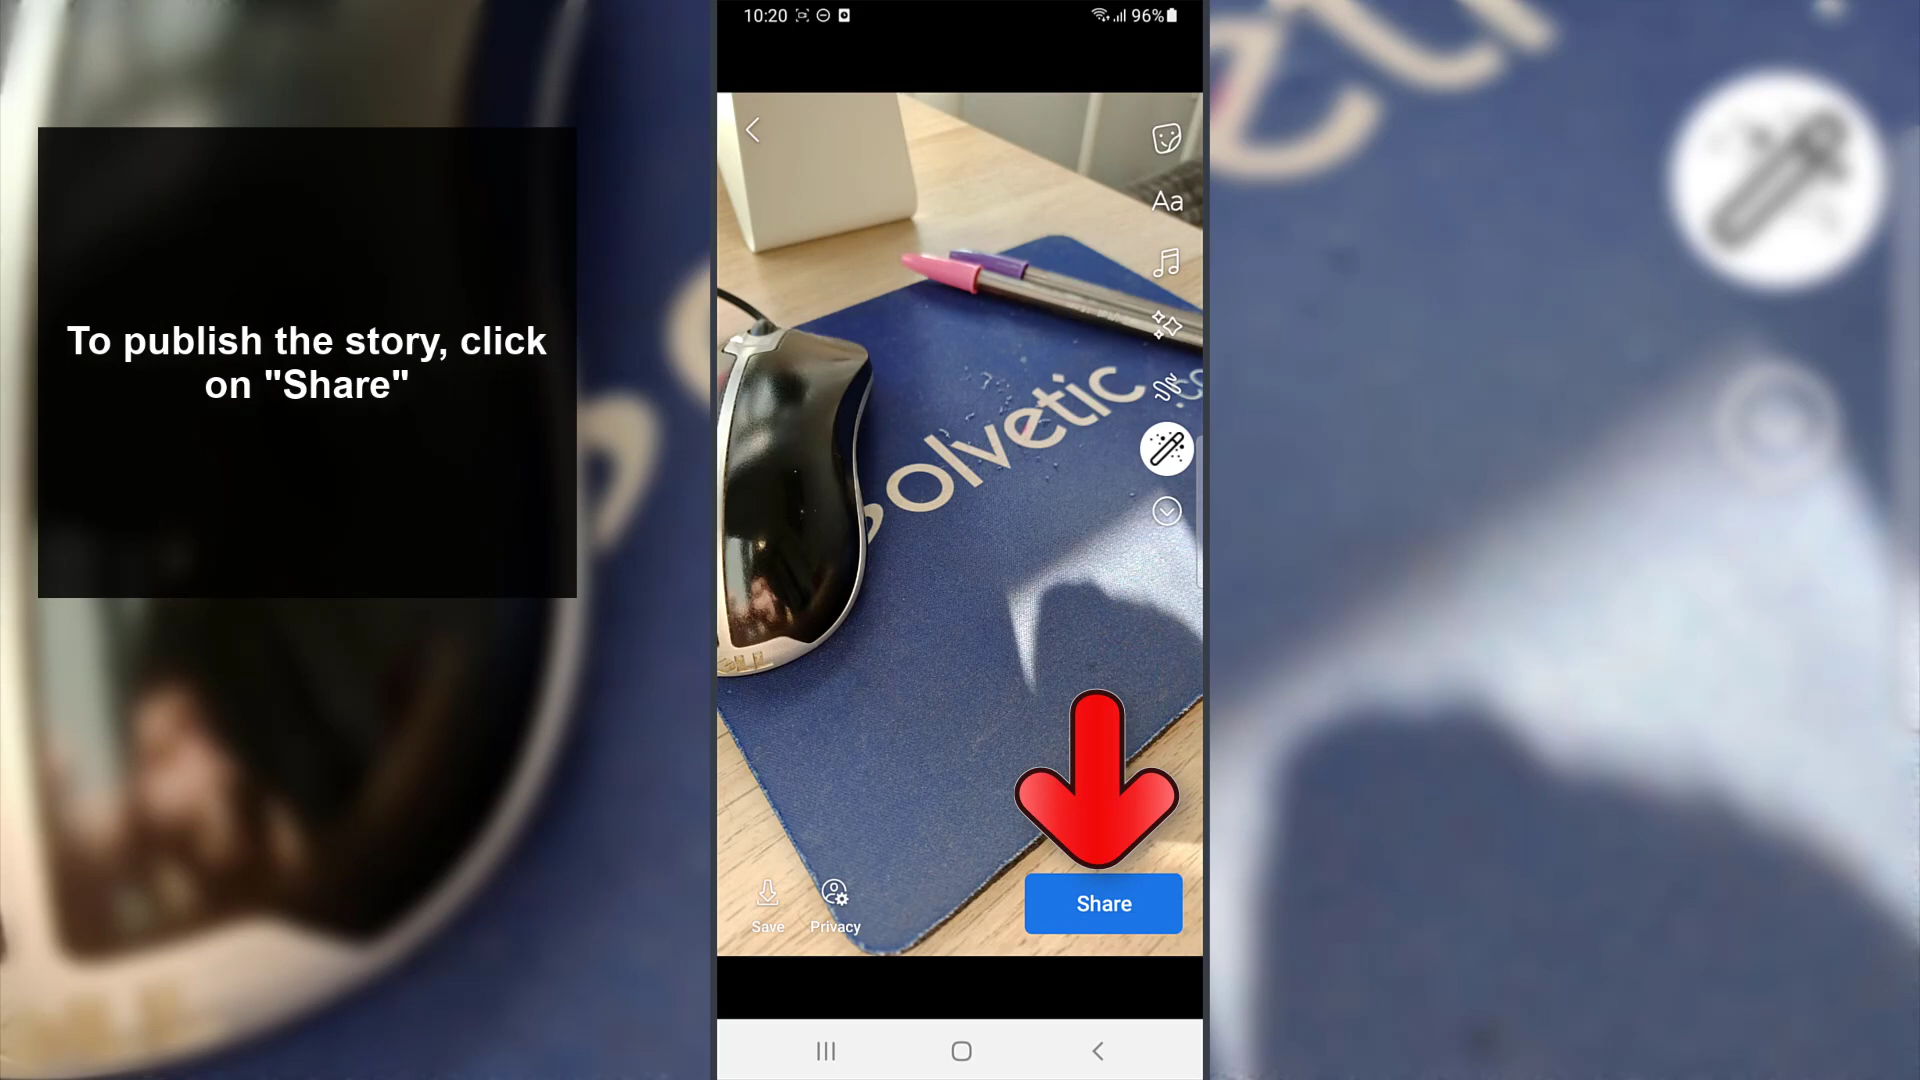 10:20
96%
To publish the story, click
on "Share"
Aa
solvetic
Save
Privacy
Share